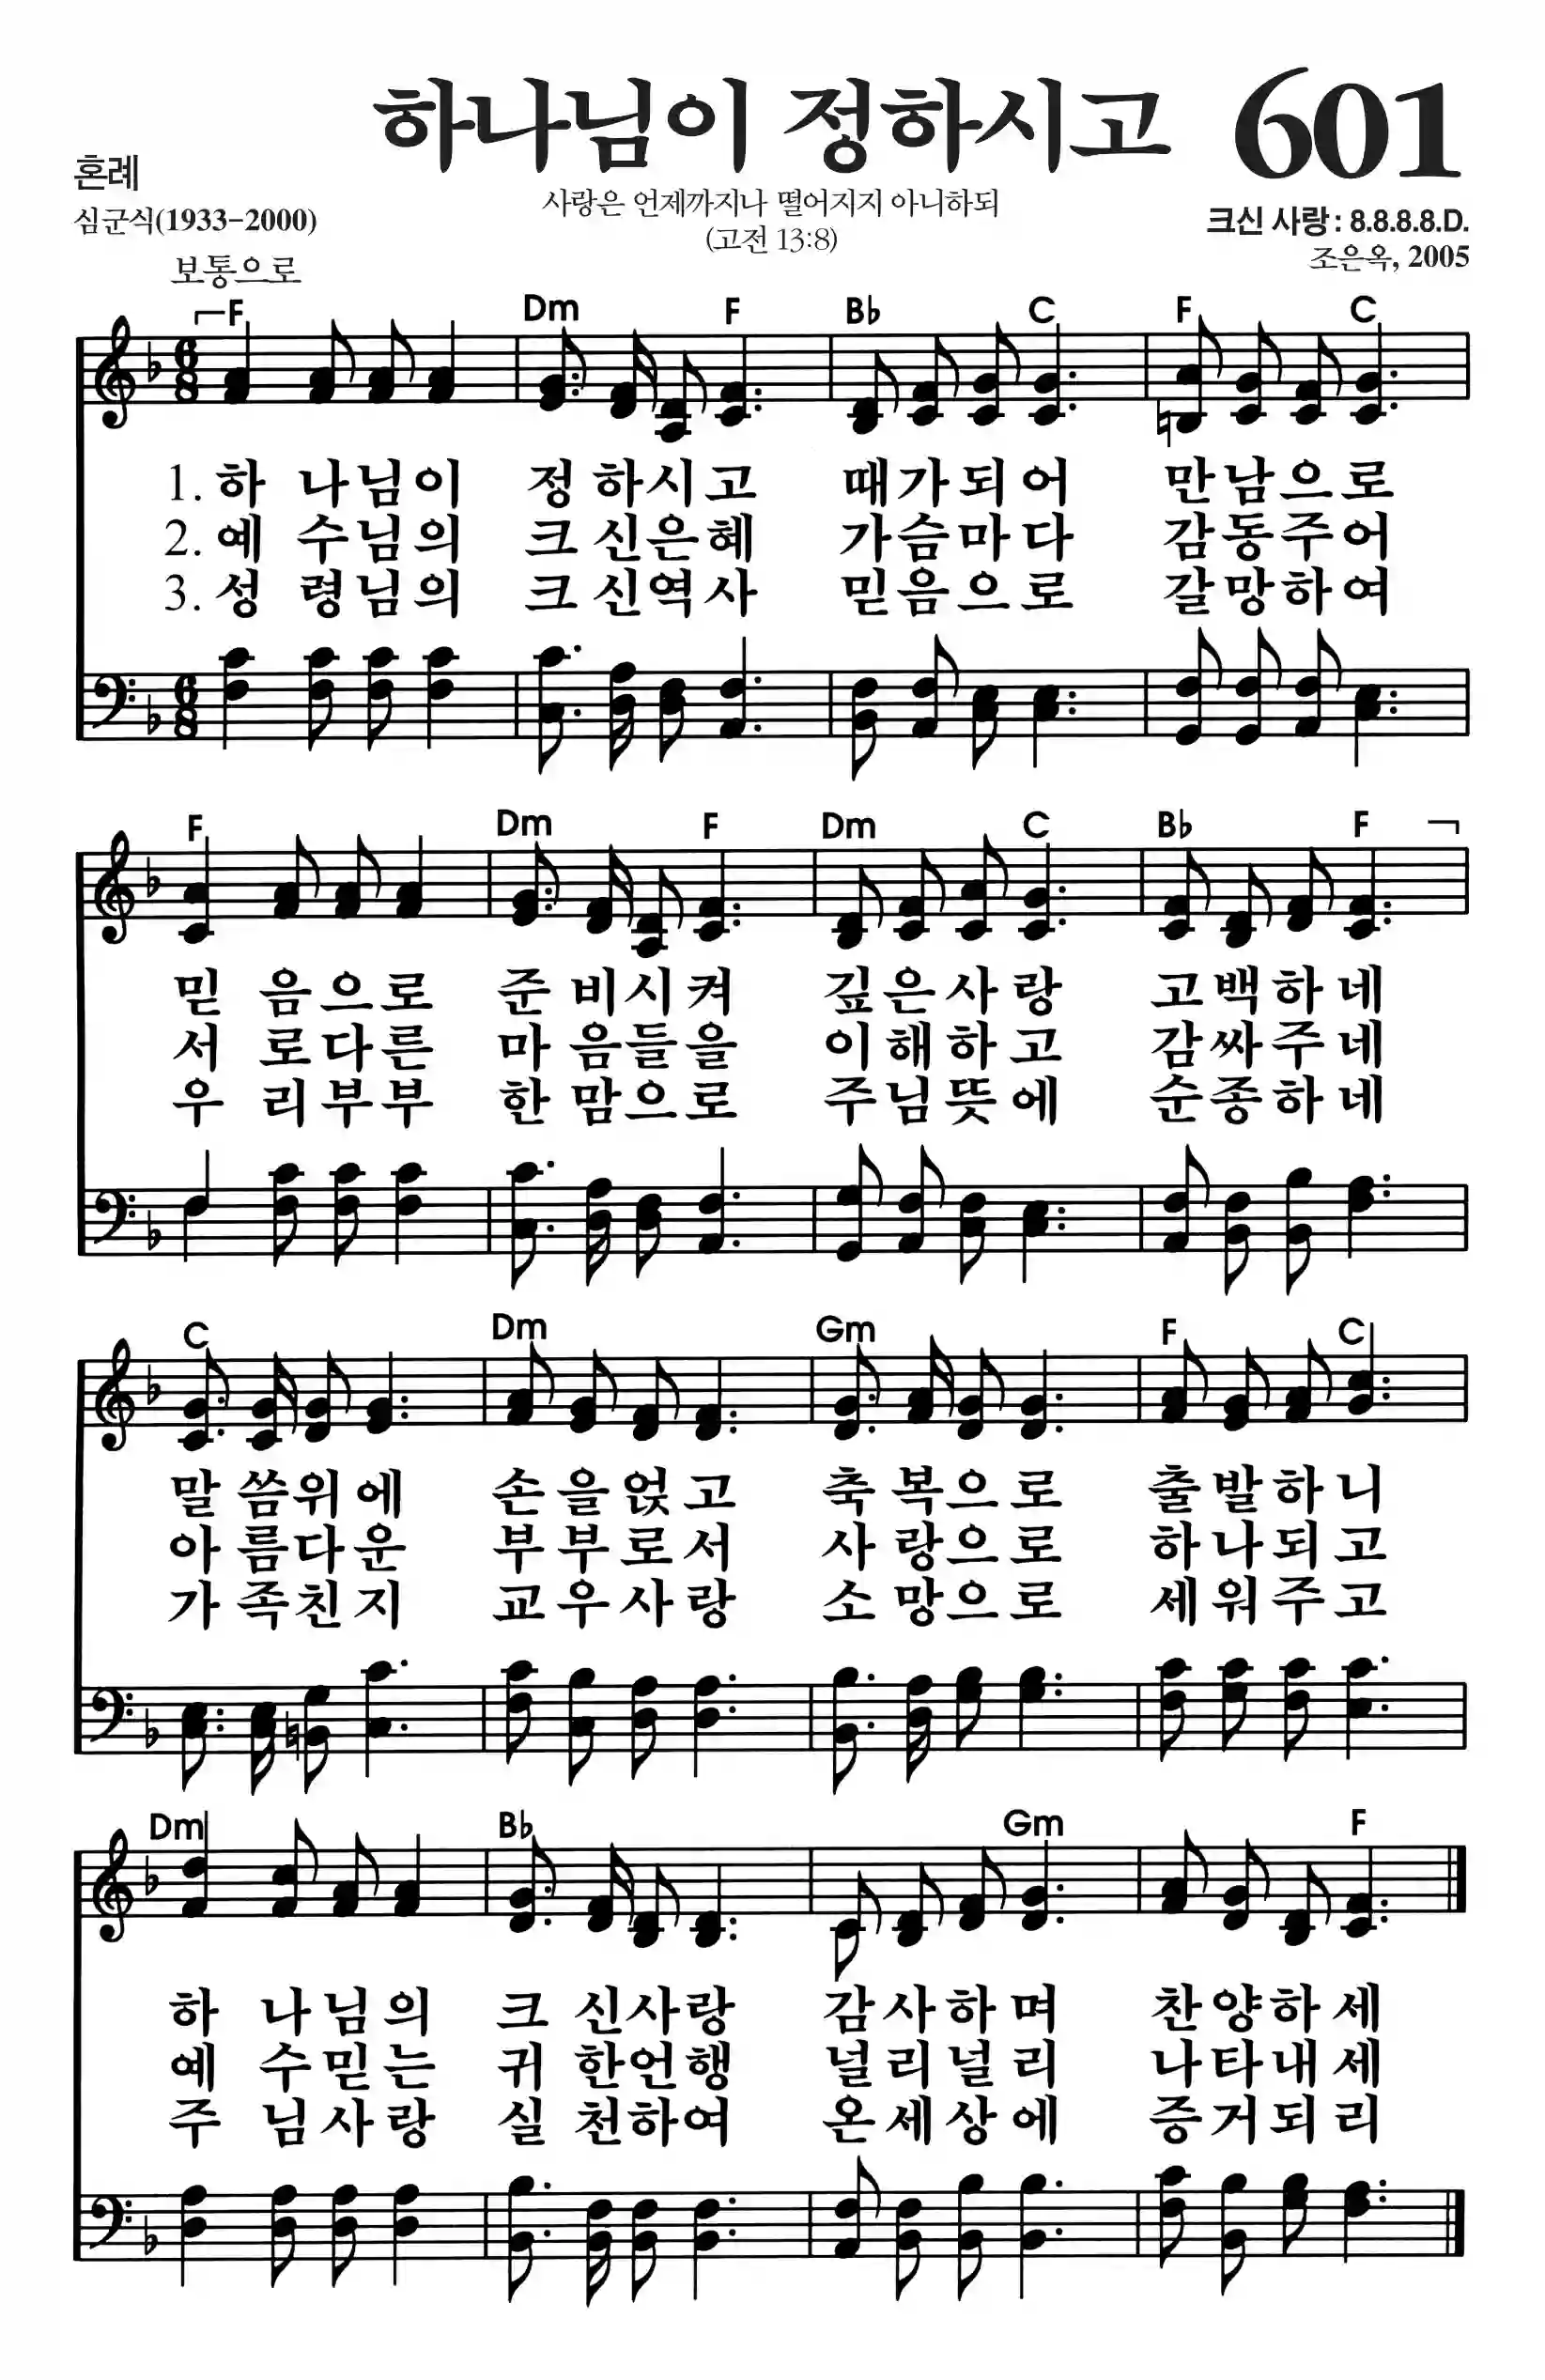 하나님이 정하시고 601
혼례
사랑은 언제까지나 떨어지지 아니하되
(고전 13:8)
심군식(1933-2000)
크신 사랑 : 8.8.8.8.D.
조은옥, 2005
보통으로
F Dm F B♭ C F C
1. 하 나님이 정 하시고 때가되어 만남으로
2. 예 수님의 크 신은혜 가슴마다 감동주어
3. 성 령님의 크 신역사 믿음으로 갈망하여
F Dm F Dm C B♭ F
믿 음으로 준 비시켜 깊은사랑 고백하네
서 로다른 마 음들을 이해하고 감싸주네
우 리부부 한 맘으로 주님뜻에 순종하네
C Dm Gm F C
말 씀위에 손을얹고 축 복으로 출발하니
아 름다운 부부로서 사 랑으로 하나되고
가 족친지 교우사랑 소 망으로 세워주고
Dm B♭ Gm F
하 나님의 크 신사랑 감사하며 찬양하세
예 수믿는 귀 한언행 널리널리 나타내세
주 님사랑 실 천하여 온세상에 증거되리